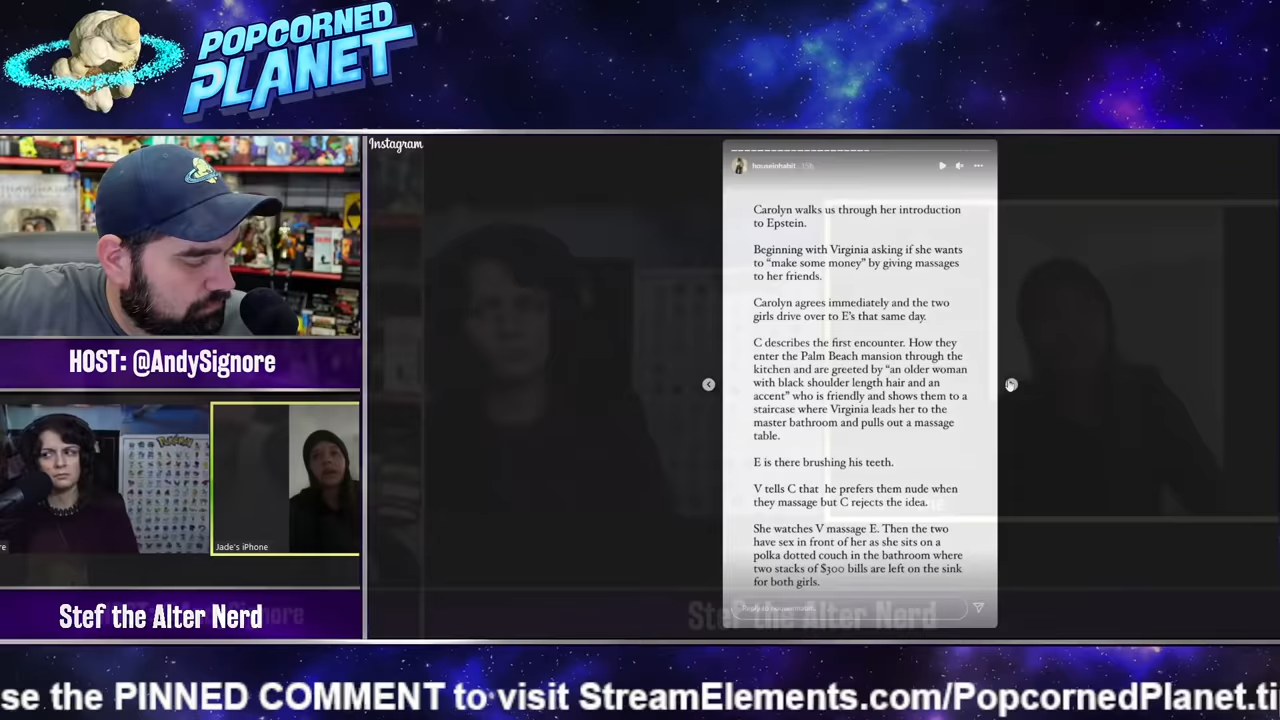 POPCORNED
PLANET
HOST: @AndySignore
Jade's iPhone
Stef the Alter Nerd
Instagram
houseinhabit 15h
Carolyn walks us through her introduction
to Epstein.
Beginning with Virginia asking if she wants
to “make some money” by giving massages
to her friends.
Carolyn agrees immediately and the two
girls drive over to E's that same day.
C describes the first encounter. How they
enter the Palm Beach mansion through the
kitchen and are greeted by “an older woman
with black shoulder length hair and an
accent” who is friendly and shows them to a
staircase where Virginia leads her to the
master bathroom and pulls out a massage
table.
E is there brushing his teeth.
V tells C that he prefers them nude when
they massage but C rejects the idea.
She watches V massage E. Then the two
have sex in front of her as she sits on a
polka dotted couch in the bathroom where
two stacks of $300 bills are left on the sink
for both girls.
Stef the Alter Nerd
se the PINNED COMMENT to visit StreamElements.com/PopcornedPlanet.ti